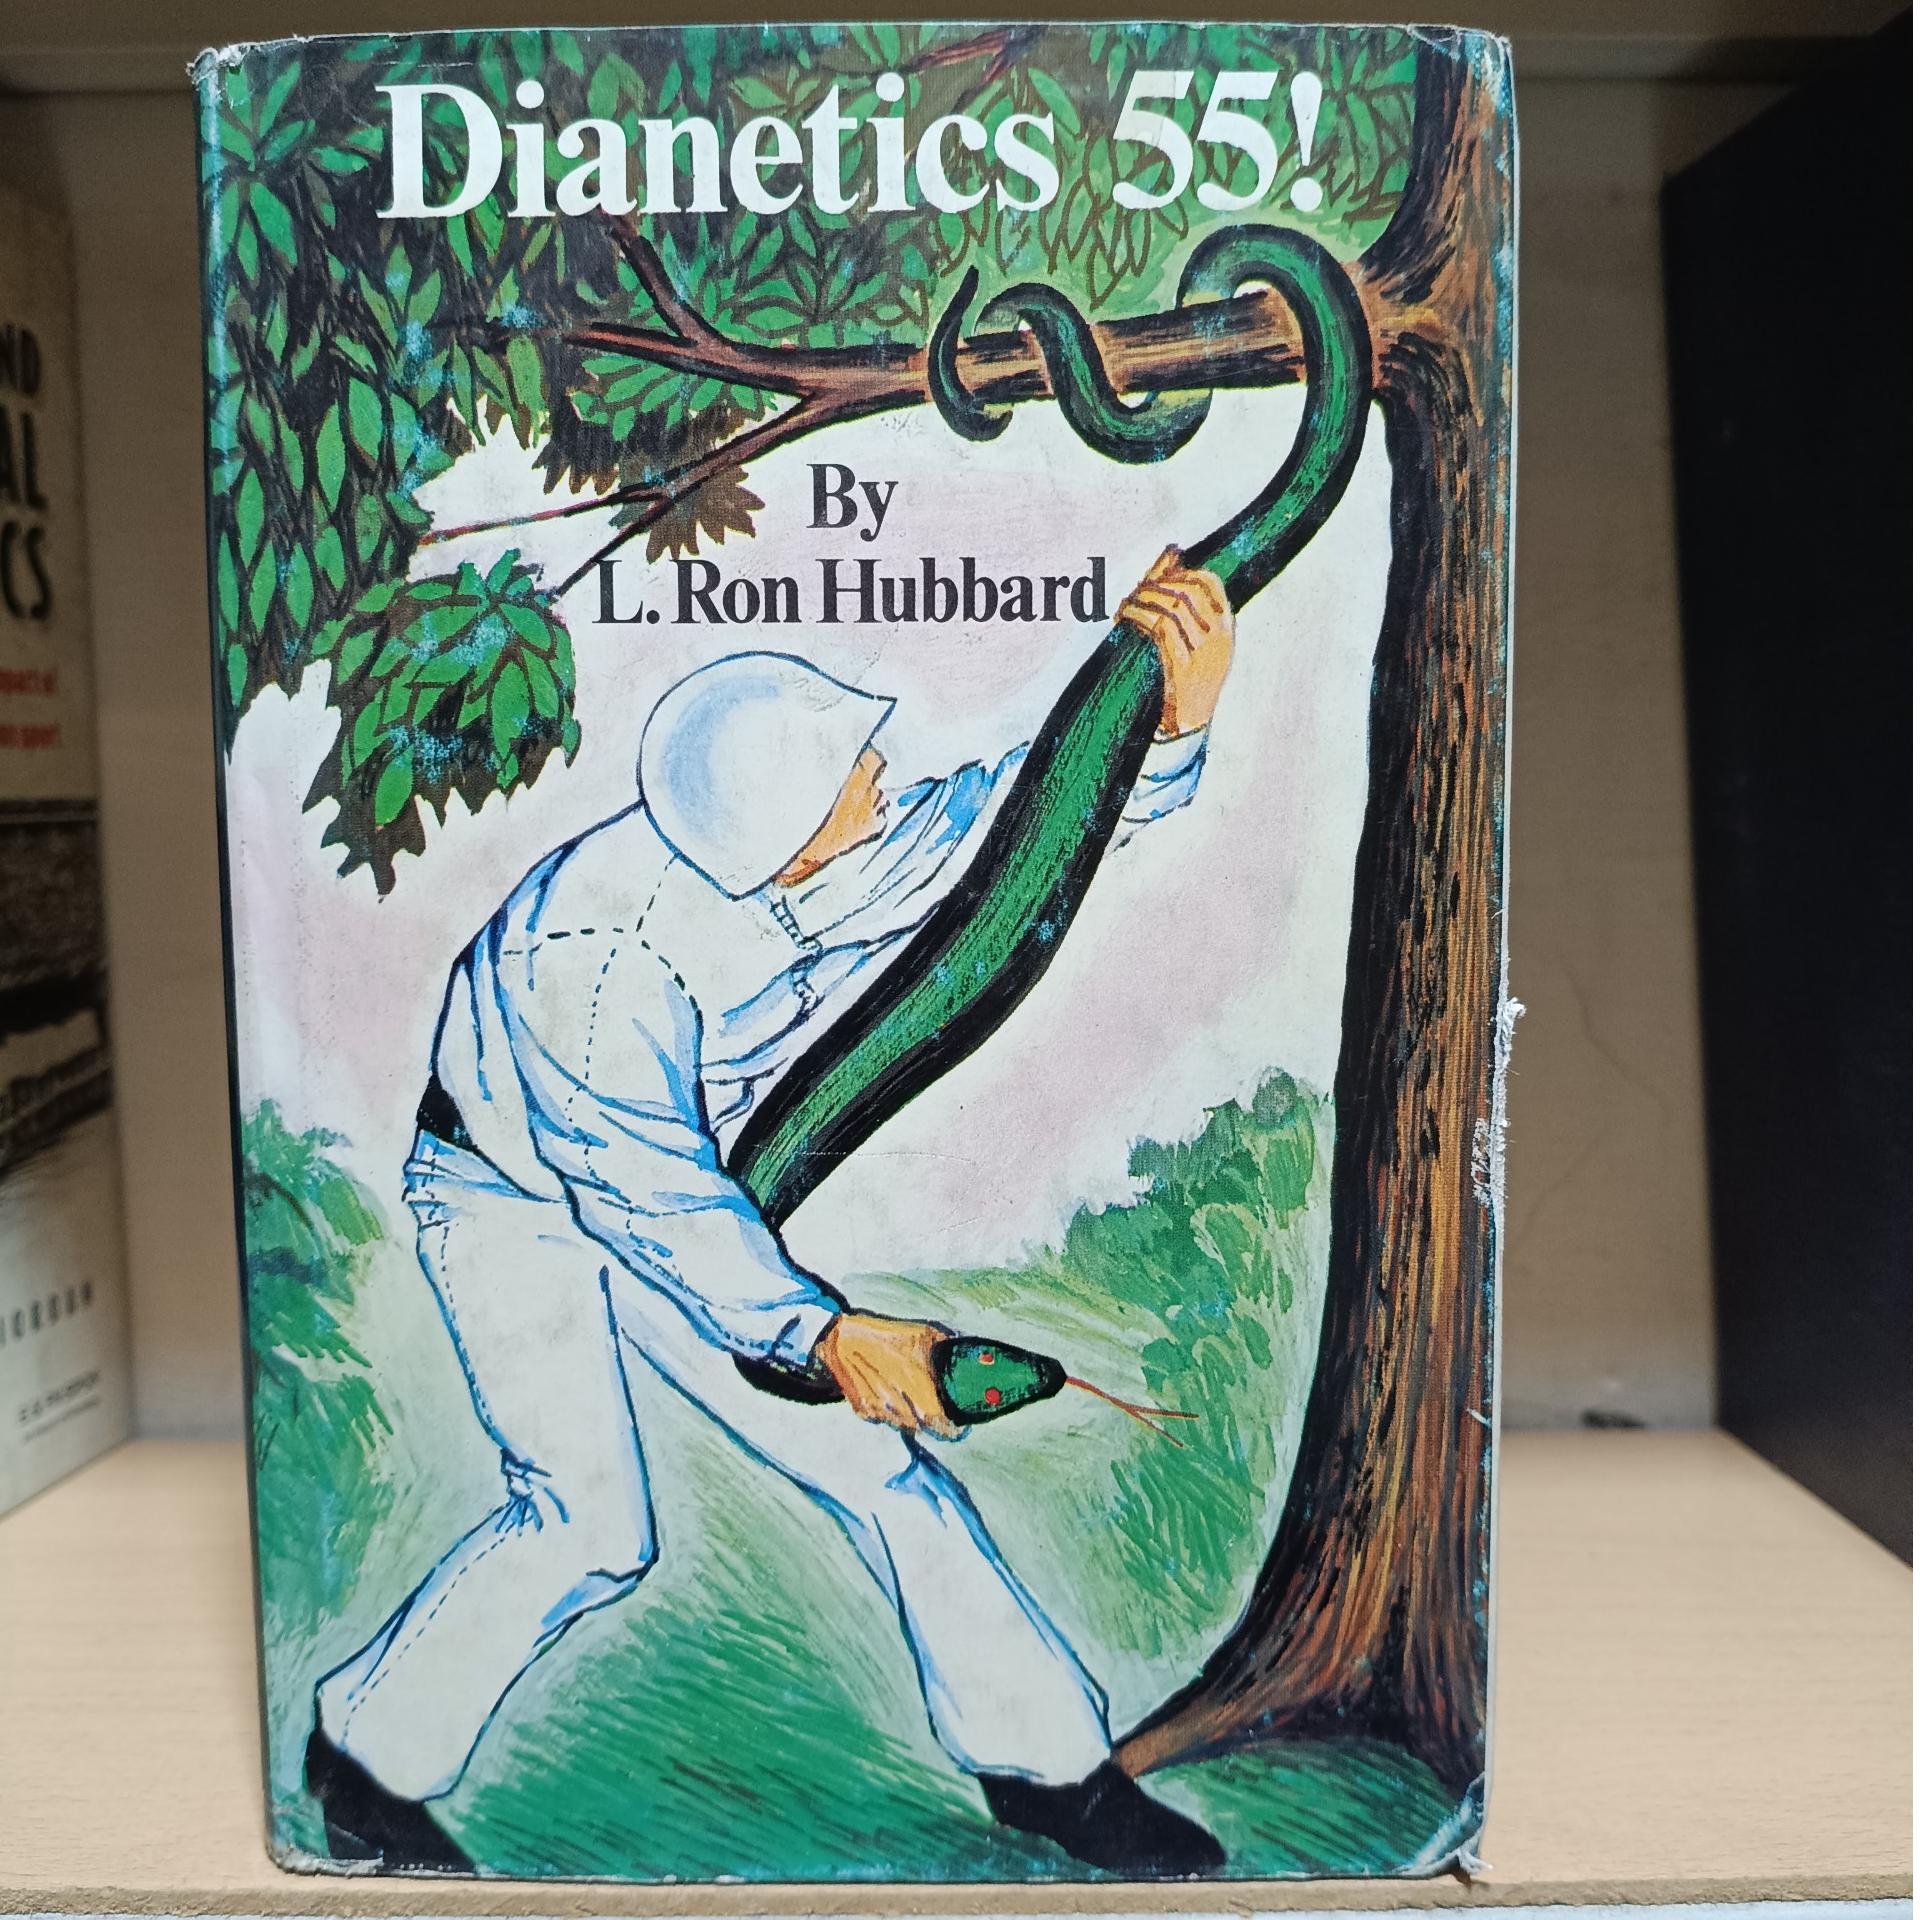 Dianetics 55!
By
L. Ron Hubbard